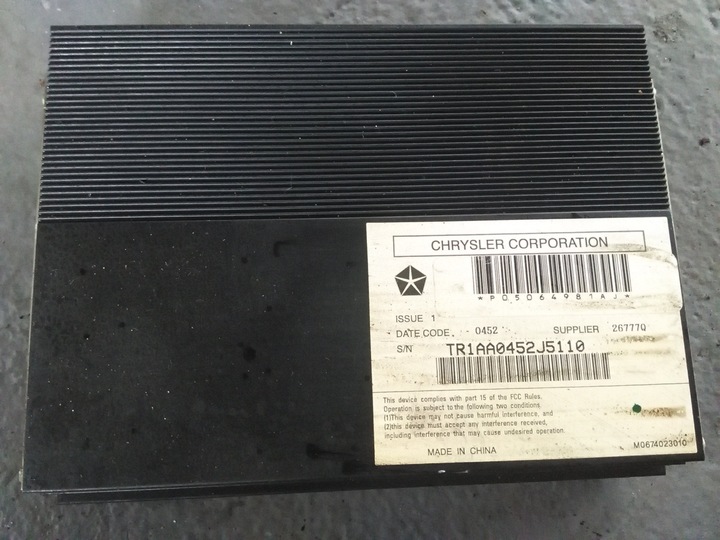 CHRYSLER CORPORATION
*P05064981AJ*
ISSUE 1
DATE CODE 0452 SUPPLIER 26777Q
S/N TR1AA0452J5110
This device complies with part 15 of the FCC Rules.
Operation is subject to the following two conditions.
(1)This device may not cause harmful interference, and
(2)this device must accept any interference received,
including interference that may cause undesired operation.
MADE IN CHINA M0674023010